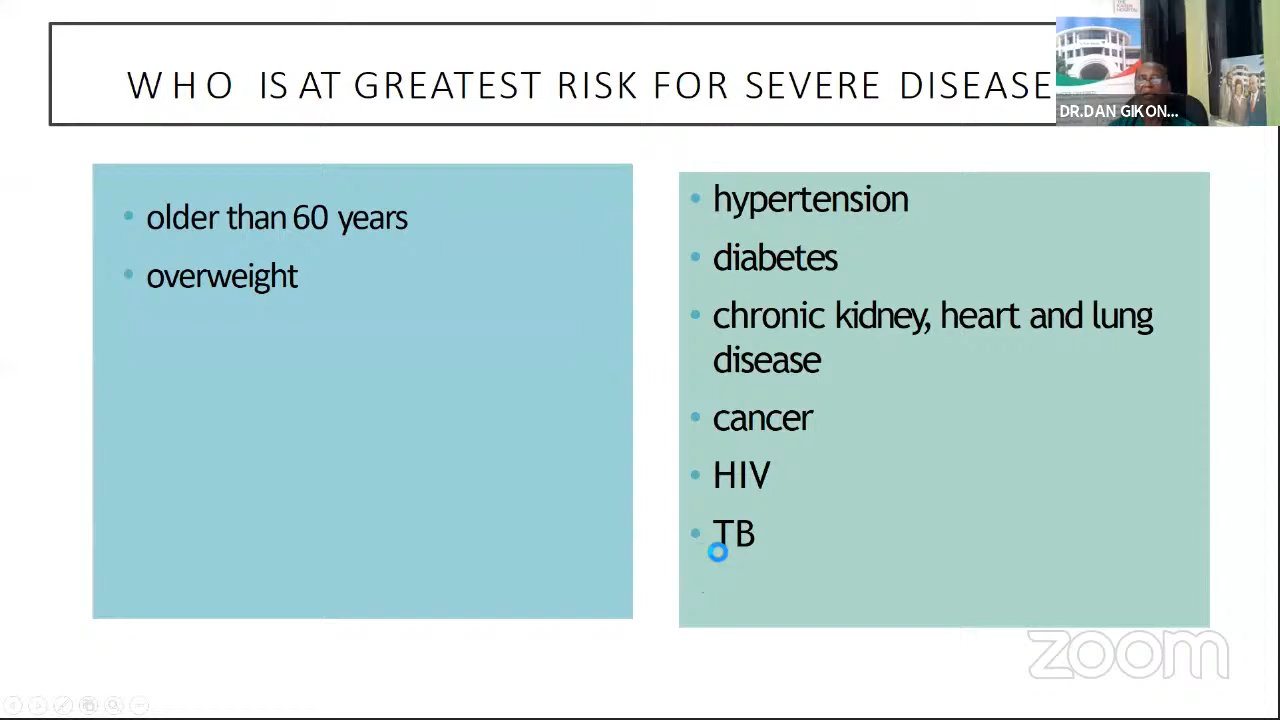 WHO IS AT GREATEST RISK FOR SEVERE DISEASE
DR.DAN GIKON...
• older than 60 years
• overweight
• hypertension
• diabetes
• chronic kidney, heart and lung
disease
• cancer
• HIV
• TB
zoom